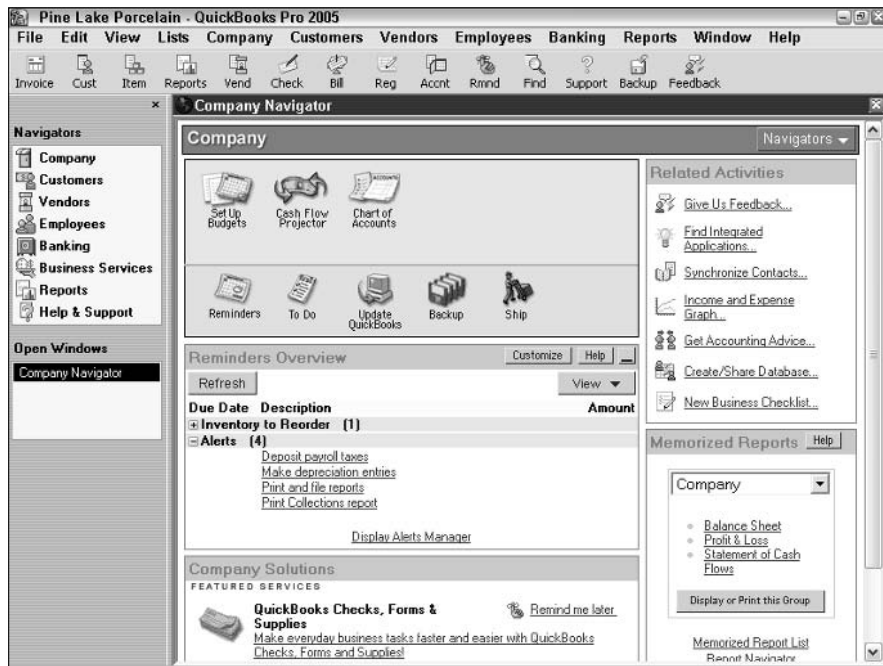 Pine Lake Porcelain - QuickBooks Pro 2005
File Edit View Lists Company Customers Vendors Employees Banking Reports Window Help
Invoice Cust Item Reports Vend Check Bill Reg Accnt Rmnd Find Support Backup Feedback
Navigators
Company
Customers
Vendors
Employees
Banking
Business Services
Reports
Help & Support
Open Windows
Company Navigator
Company Navigator
Company
Navigators
Set Up
Budgets
Cash Flow
Projector
Chart of
Accounts
Reminders
To Do
Update
QuickBooks
Backup
Ship
Reminders Overview
Customize
Help
Refresh
View
Due Date Description Amount
Inventory to Reorder (1)
Alerts (4)
Deposit payroll taxes
Make depreciation entries
Print and file reports
Print Collections report
Display Alerts Manager
Company Solutions
FEATURED SERVICES
QuickBooks Checks, Forms &
Supplies
Remind me later
Make everyday business tasks faster and easier with QuickBooks
Checks, Forms and Supplies!
Related Activities
Give Us Feedback...
Find Integrated
Applications...
Synchronize Contacts...
Income and Expense
Graph...
Get Accounting Advice...
Create/Share Database...
New Business Checklist...
Memorized Reports
Help
Company
Balance Sheet
Profit & Loss
Statement of Cash
Flows
Display or Print this Group
Memorized Report List
Report Navigator